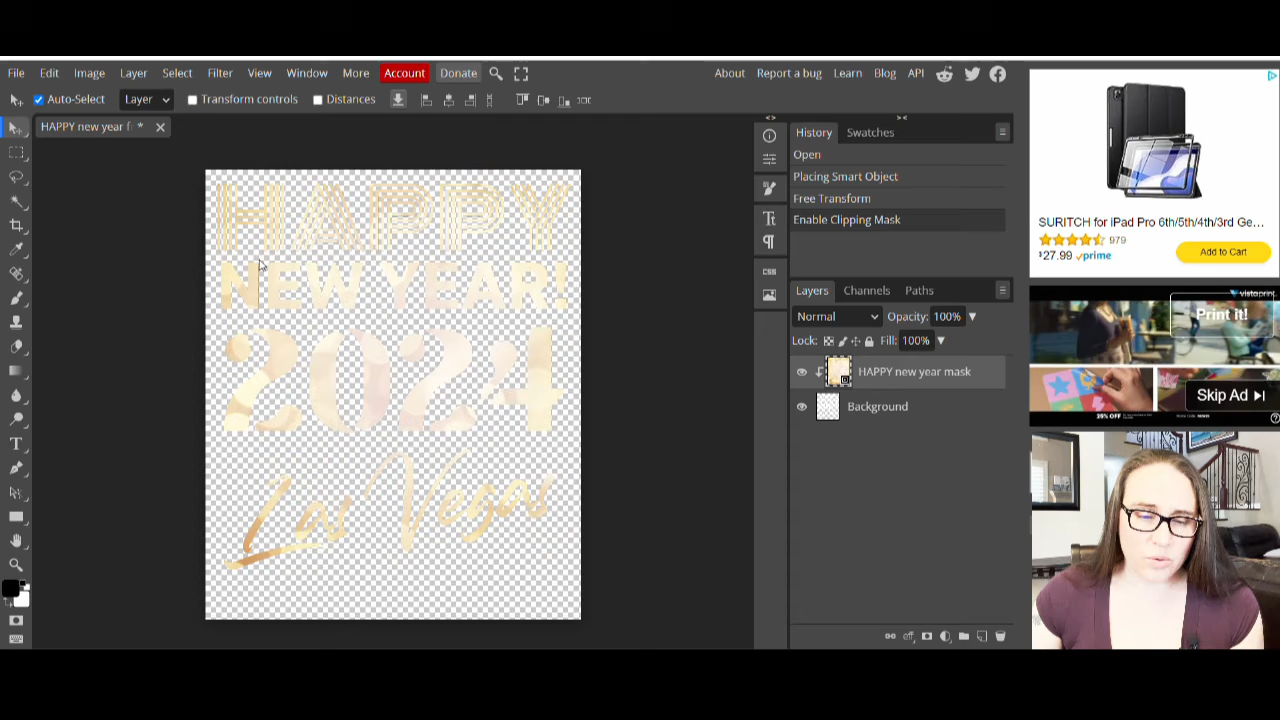 File Edit Image Layer Select Filter View Window More Account Donate
About Report a bug Learn Blog API
Auto-Select Layer Transform controls Distances
HAPPY new year f *
HAPPY
NEW YEAR
2024
Las Vegas
History Swatches
Open
Placing Smart Object
Free Transform
Enable Clipping Mask
CSS
Layers Channels Paths
Normal Opacity: 100%
Lock: Fill: 100%
HAPPY new year mask
Background
off
SURITCH for iPad Pro 6th/5th/4th/3rd Ge...
979
$27.99 prime
Add to Cart
vistaprint
Print it!
Skip Ad